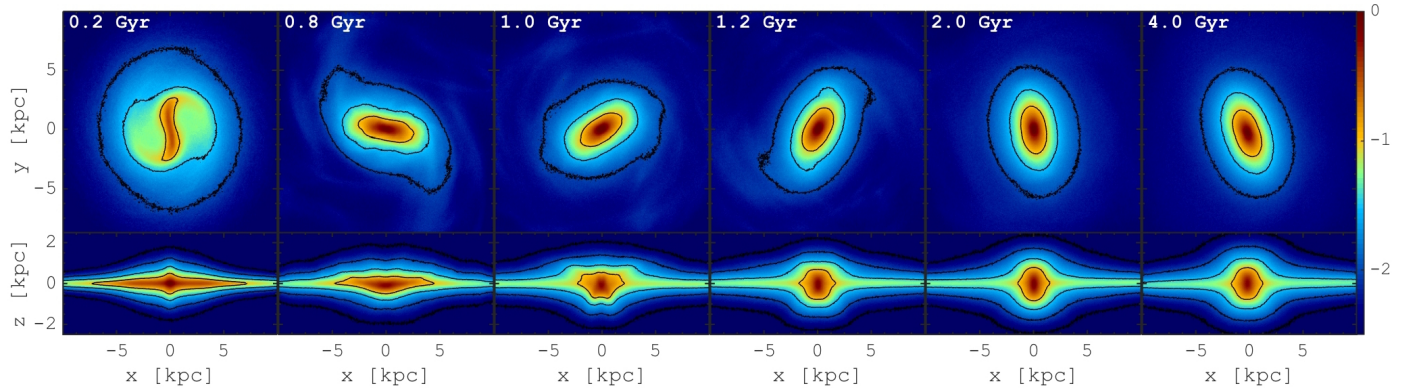 0.2 Gyr 0.8 Gyr 1.0 Gyr 1.2 Gyr 2.0 Gyr 4.0 Gyr 0
5
0
-5
y [kpc]
-1
2
0
-2
z [kpc]
-2
-5 0 5 -5 0 5 -5 0 5 -5 0 5 -5 0 5 -5 0 5
x [kpc] x [kpc] x [kpc] x [kpc] x [kpc] x [kpc]